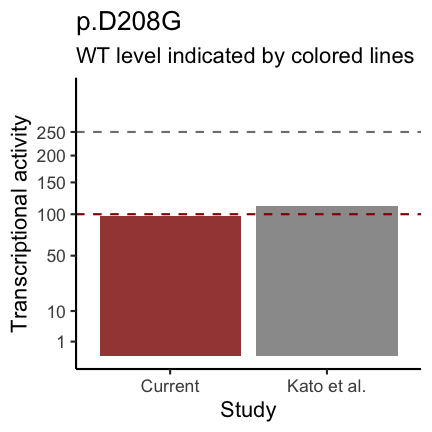 p.D208G
WT level indicated by colored lines
Transcriptional activity
250
200
150
100
50
10
1
Current
Kato et al.
Study